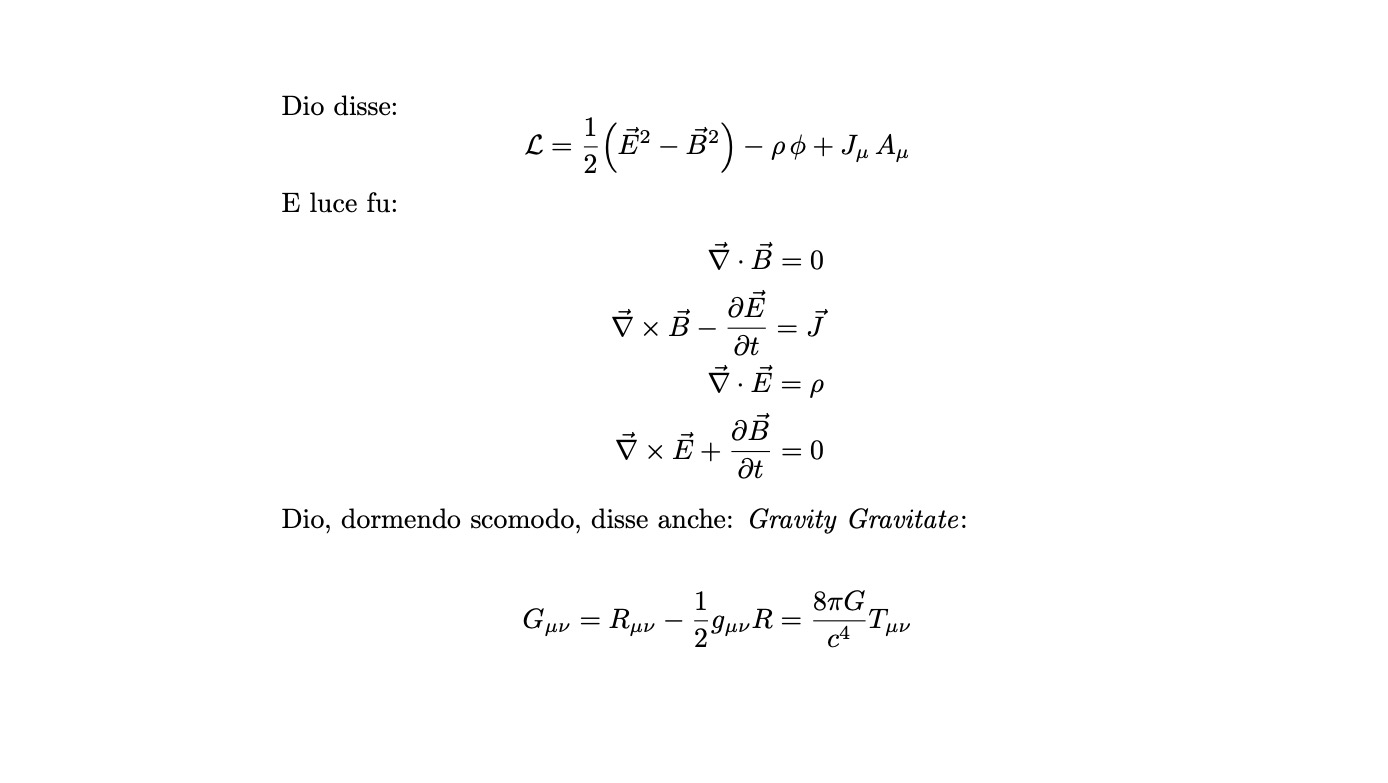 Dio disse:
$\mathcal{L} = \frac{1}{2}\left(\vec{E}^2 - \vec{B}^2\right) - \rho\,\phi + J_\mu\,A_\mu$
E luce fu:
$\vec{\nabla} \cdot \vec{B} = 0$
$\vec{\nabla} \times \vec{B} - \frac{\partial \vec{E}}{\partial t} = \vec{J}$
$\vec{\nabla} \cdot \vec{E} = \rho$
$\vec{\nabla} \times \vec{E} + \frac{\partial \vec{B}}{\partial t} = 0$
Dio, dormendo scomodo, disse anche: Gravity Gravitate:
$G_{\mu\nu} = R_{\mu\nu} - \frac{1}{2}g_{\mu\nu}R = \frac{8\pi G}{c^4}T_{\mu\nu}$